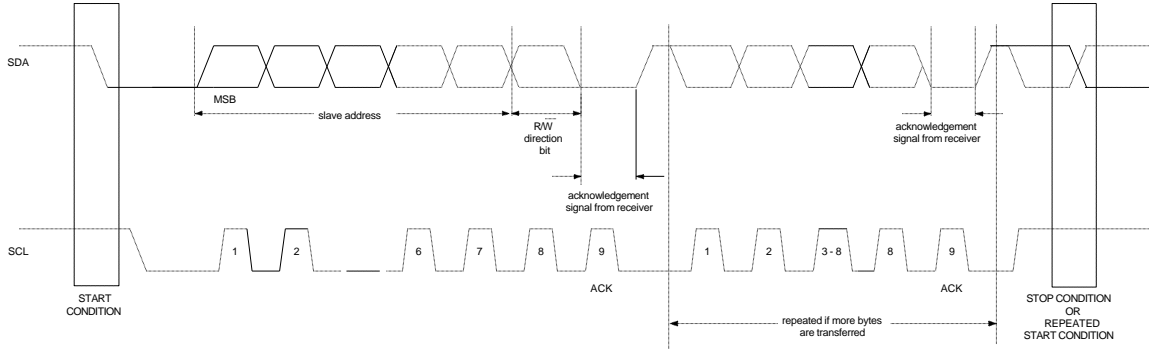 SDA
MSB
slave address
R/W
direction
bit
acknowledgement
signal from receiver
acknowledgement
signal from receiver
SCL
1
2
6
7
8
9
1
2
3 - 8
8
9
ACK
ACK
START
CONDITION
repeated if more bytes
are transferred
STOP CONDITION
OR
REPEATED
START CONDITION